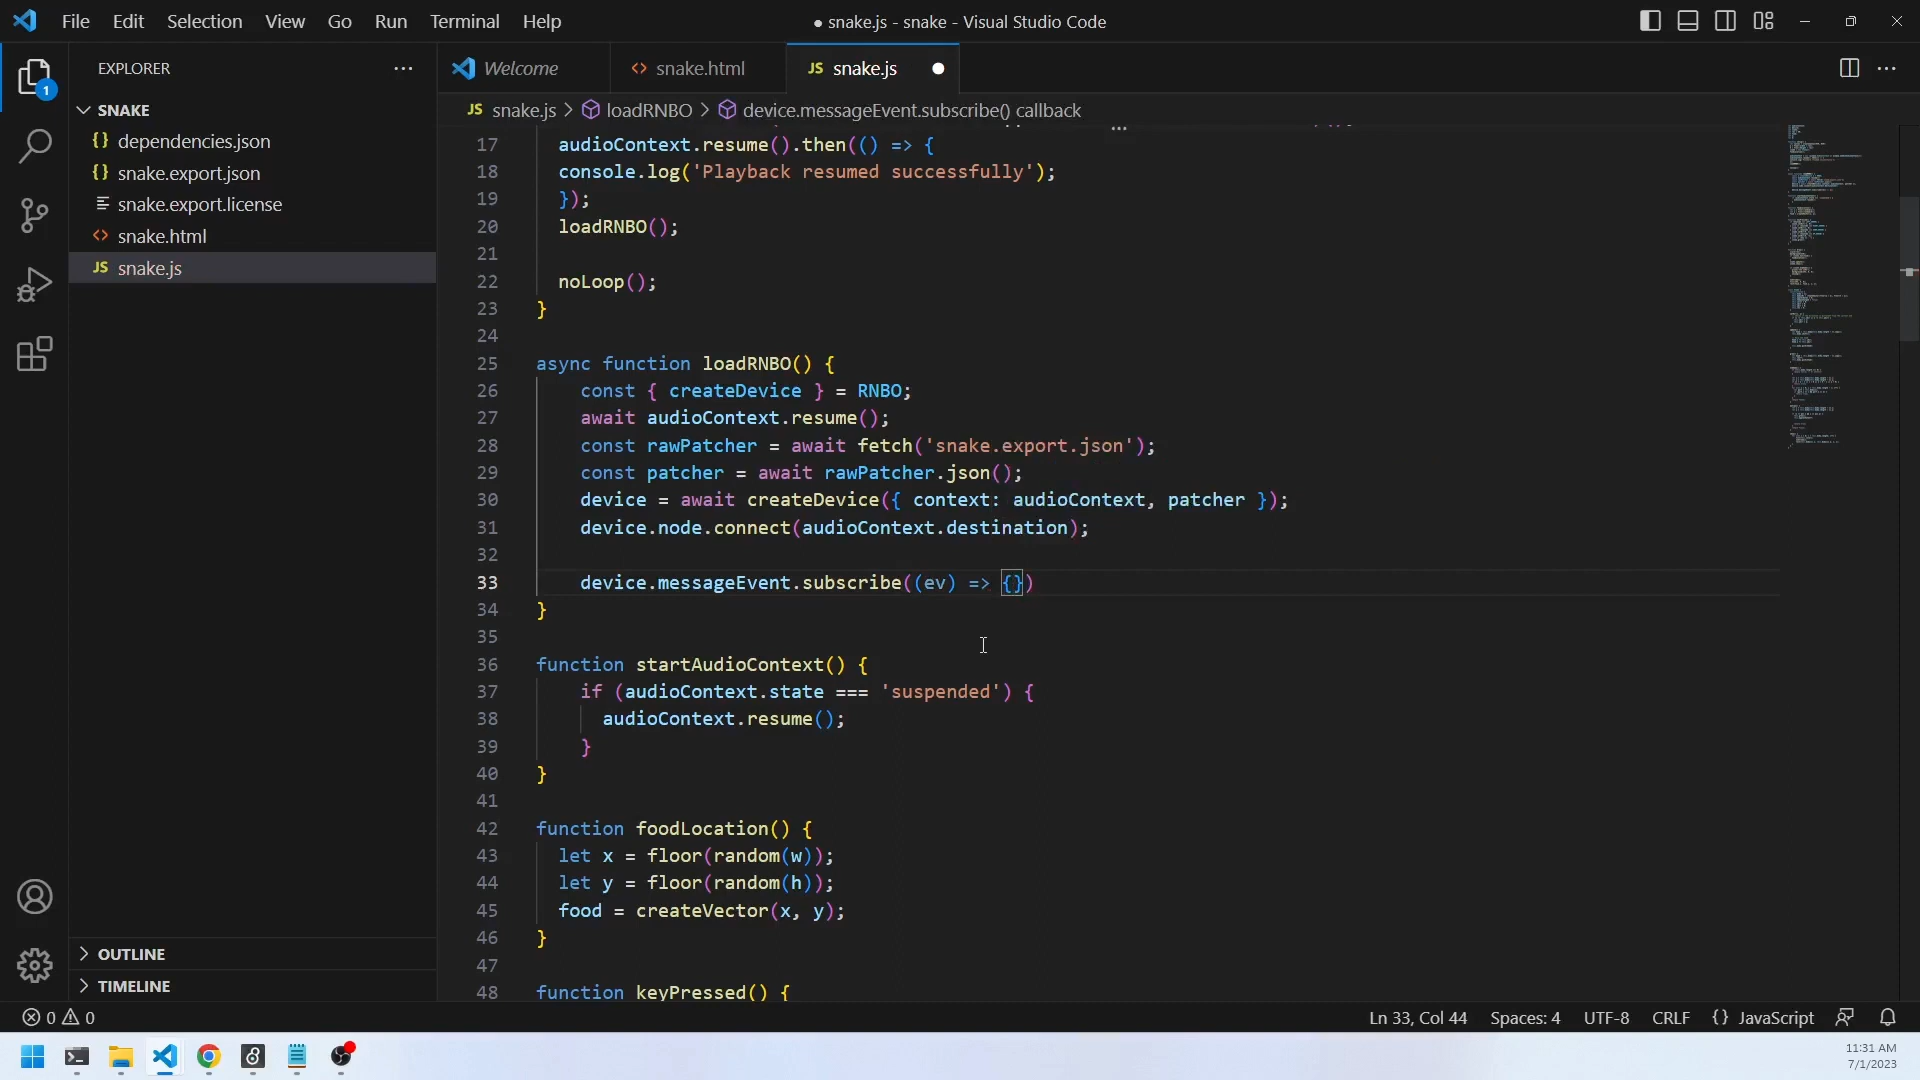 File Edit Selection View Go Run Terminal Help
● snake.js - snake - Visual Studio Code
EXPLORER
1
SNAKE
{} dependencies.json
{} snake.export.json
snake.export.license
<> snake.html
JS snake.js
OUTLINE
TIMELINE
Welcome
<> snake.html
JS snake.js
JS snake.js > loadRNBO > device.messageEvent.subscribe() callback
17 audioContext.resume().then(() => {
18 console.log('Playback resumed successfully');
19 });
20 loadRNBO();
21
22 noLoop();
23 }
24
25 async function loadRNBO() {
26 const { createDevice } = RNBO;
27 await audioContext.resume();
28 const rawPatcher = await fetch('snake.export.json');
29 const patcher = await rawPatcher.json();
30 device = await createDevice({ context: audioContext, patcher });
31 device.node.connect(audioContext.destination);
32
33 device.messageEvent.subscribe((ev) => {})
34 }
35
36 function startAudioContext() {
37 if (audioContext.state === 'suspended') {
38 audioContext.resume();
39 }
40 }
41
42 function foodLocation() {
43 let x = floor(random(w));
44 let y = floor(random(h));
45 food = createVector(x, y);
46 }
47
48 function keyPressed() {
0 0
Ln 33, Col 44 Spaces: 4 UTF-8 CRLF {} JavaScript
11:31 AM
7/1/2023